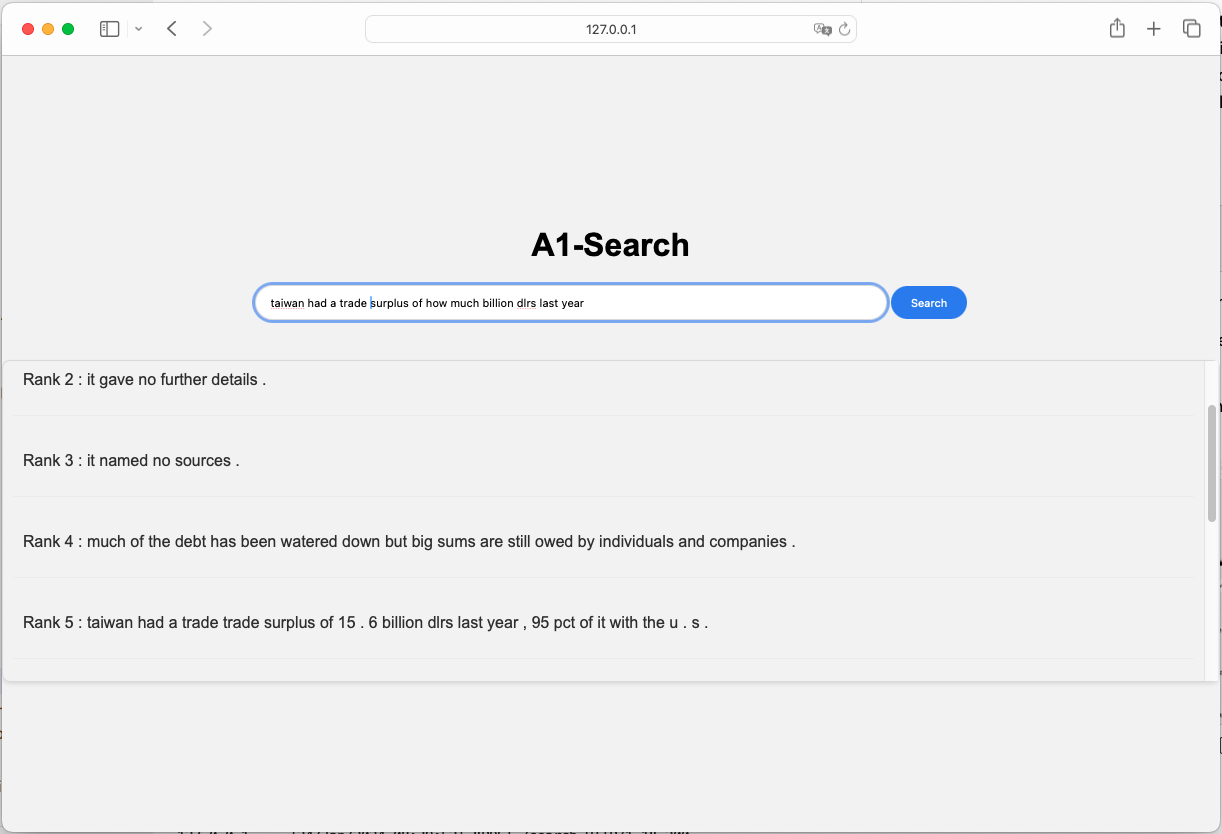 127.0.0.1
A1-Search
taiwan had a trade surplus of how much billion dlrs last year
Search
Rank 2 : it gave no further details .
Rank 3 : it named no sources .
Rank 4 : much of the debt has been watered down but big sums are still owed by individuals and companies .
Rank 5 : taiwan had a trade trade surplus of 15 . 6 billion dlrs last year , 95 pct of it with the u . s .